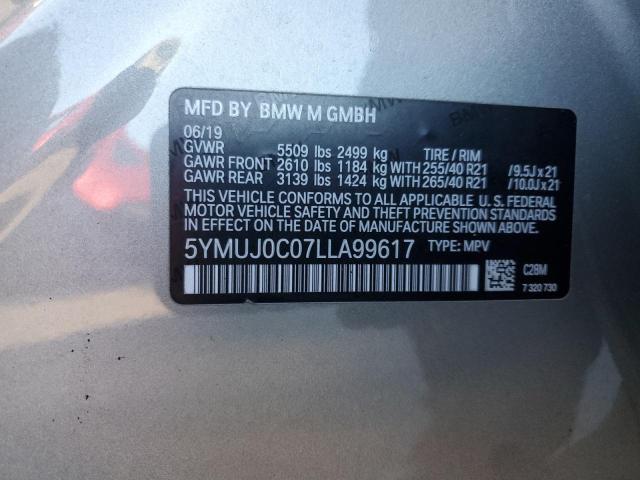 MFD BY BMW M GMBH
06/19
GVWR 5509 lbs 2499 kg TIRE / RIM
GAWR FRONT 2610 lbs 1184 kg WITH 255/40 R21 /9.5J x 21
GAWR REAR 3139 lbs 1424 kg WITH 265/40 R21 /10.0J x 21
THIS VEHICLE CONFORMS TO ALL APPLICABLE U. S. FEDERAL
MOTOR VEHICLE SAFETY AND THEFT PREVENTION STANDARDS
IN EFFECT ON THE DATE OF MANUFACTURE SHOWN ABOVE.
5YMUJ0C07LLA99617 TYPE: MPV
C28M
7 320 730